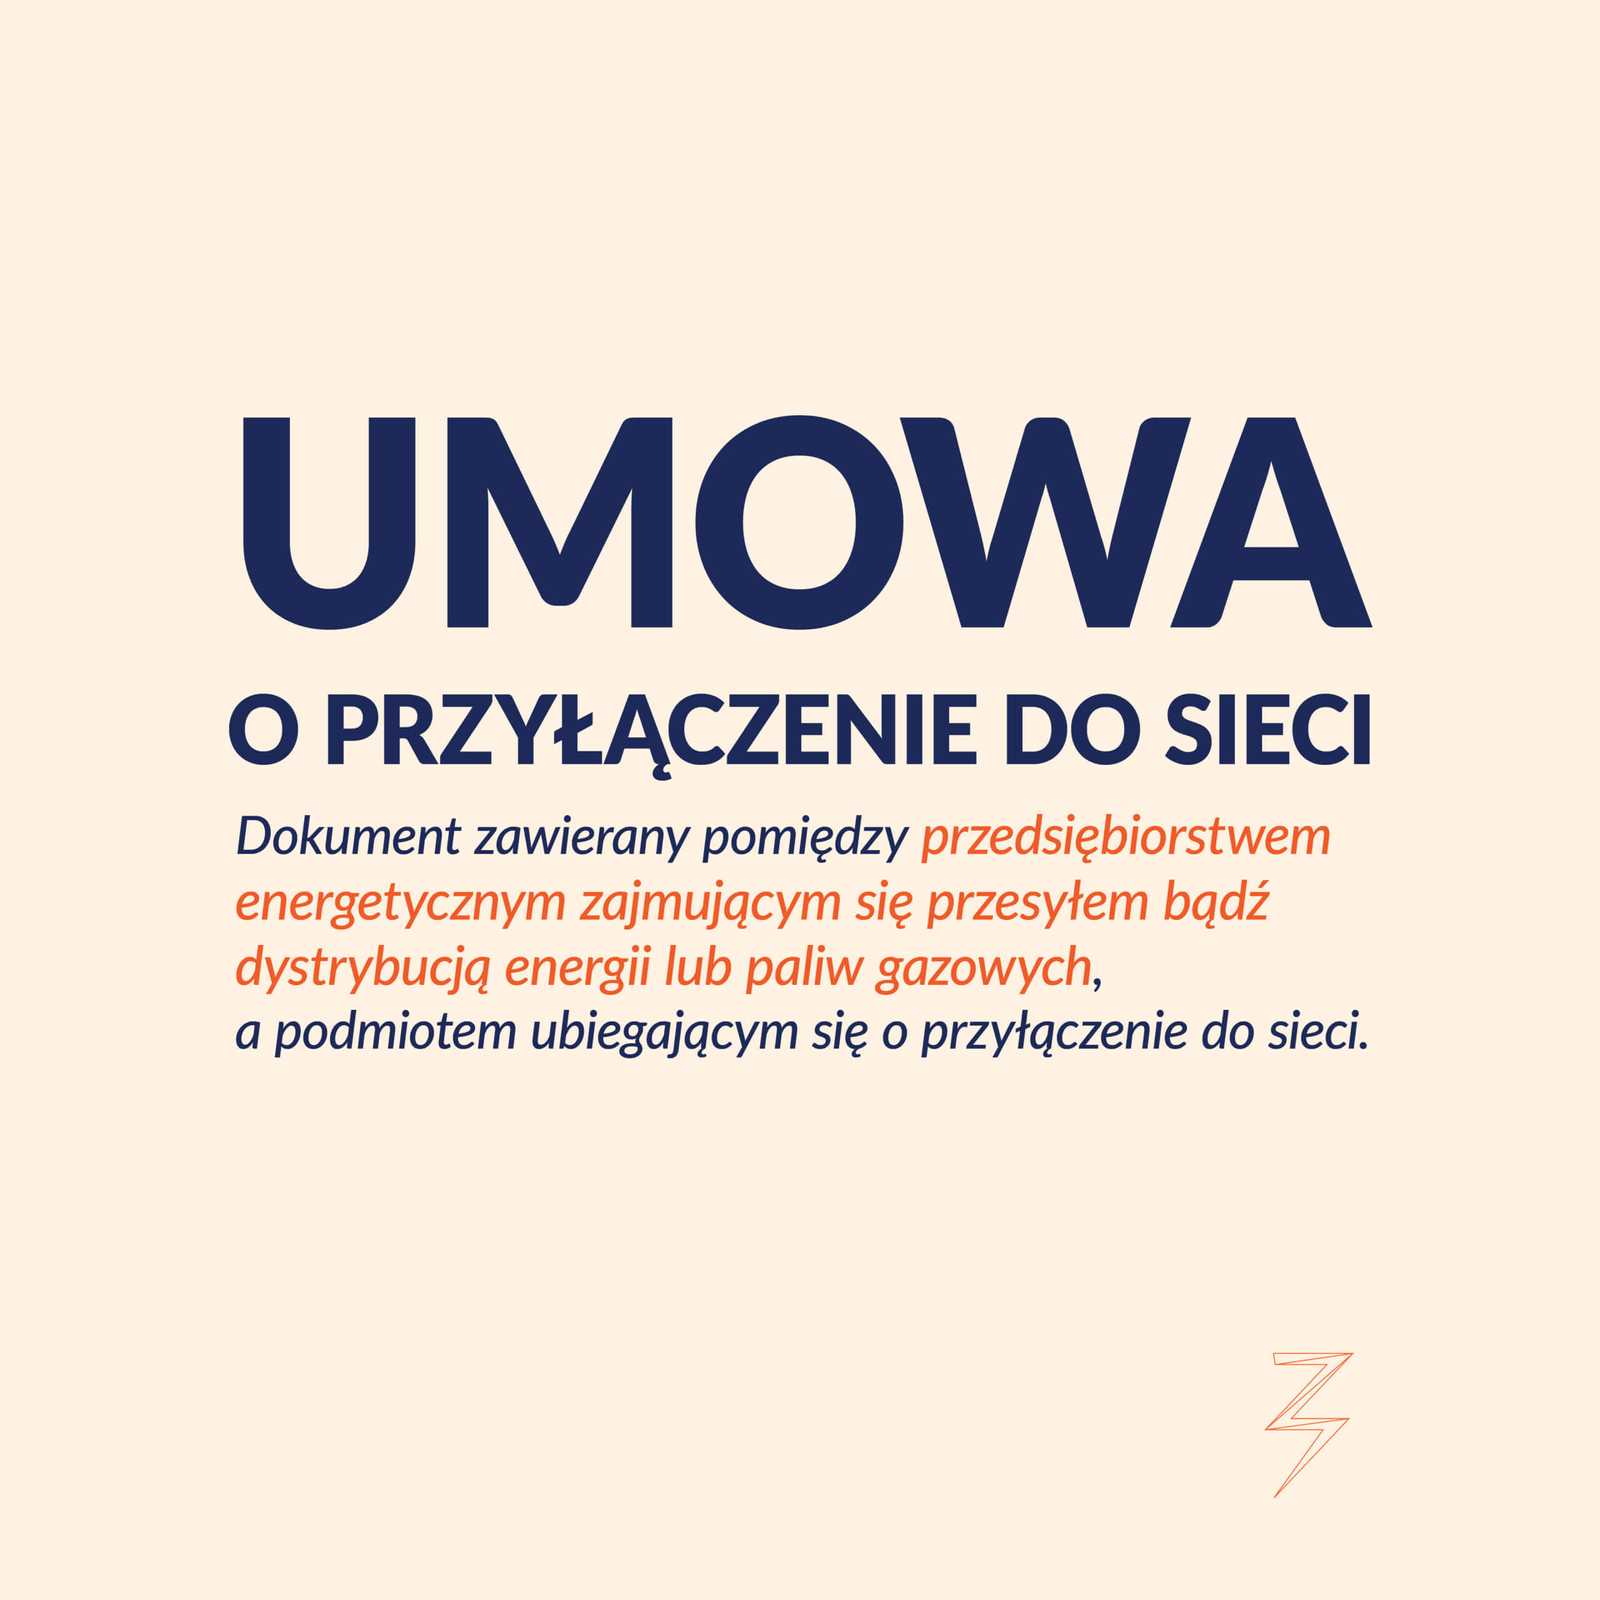 UMOWA
O PRZYŁĄCZENIE DO SIECI
Dokument zawierany pomiędzy przedsiębiorstwem
energetycznym zajmującym się przesyłem bądź
dystrybucją energii lub paliw gazowych,
a podmiotem ubiegającym się o przyłączenie do sieci.